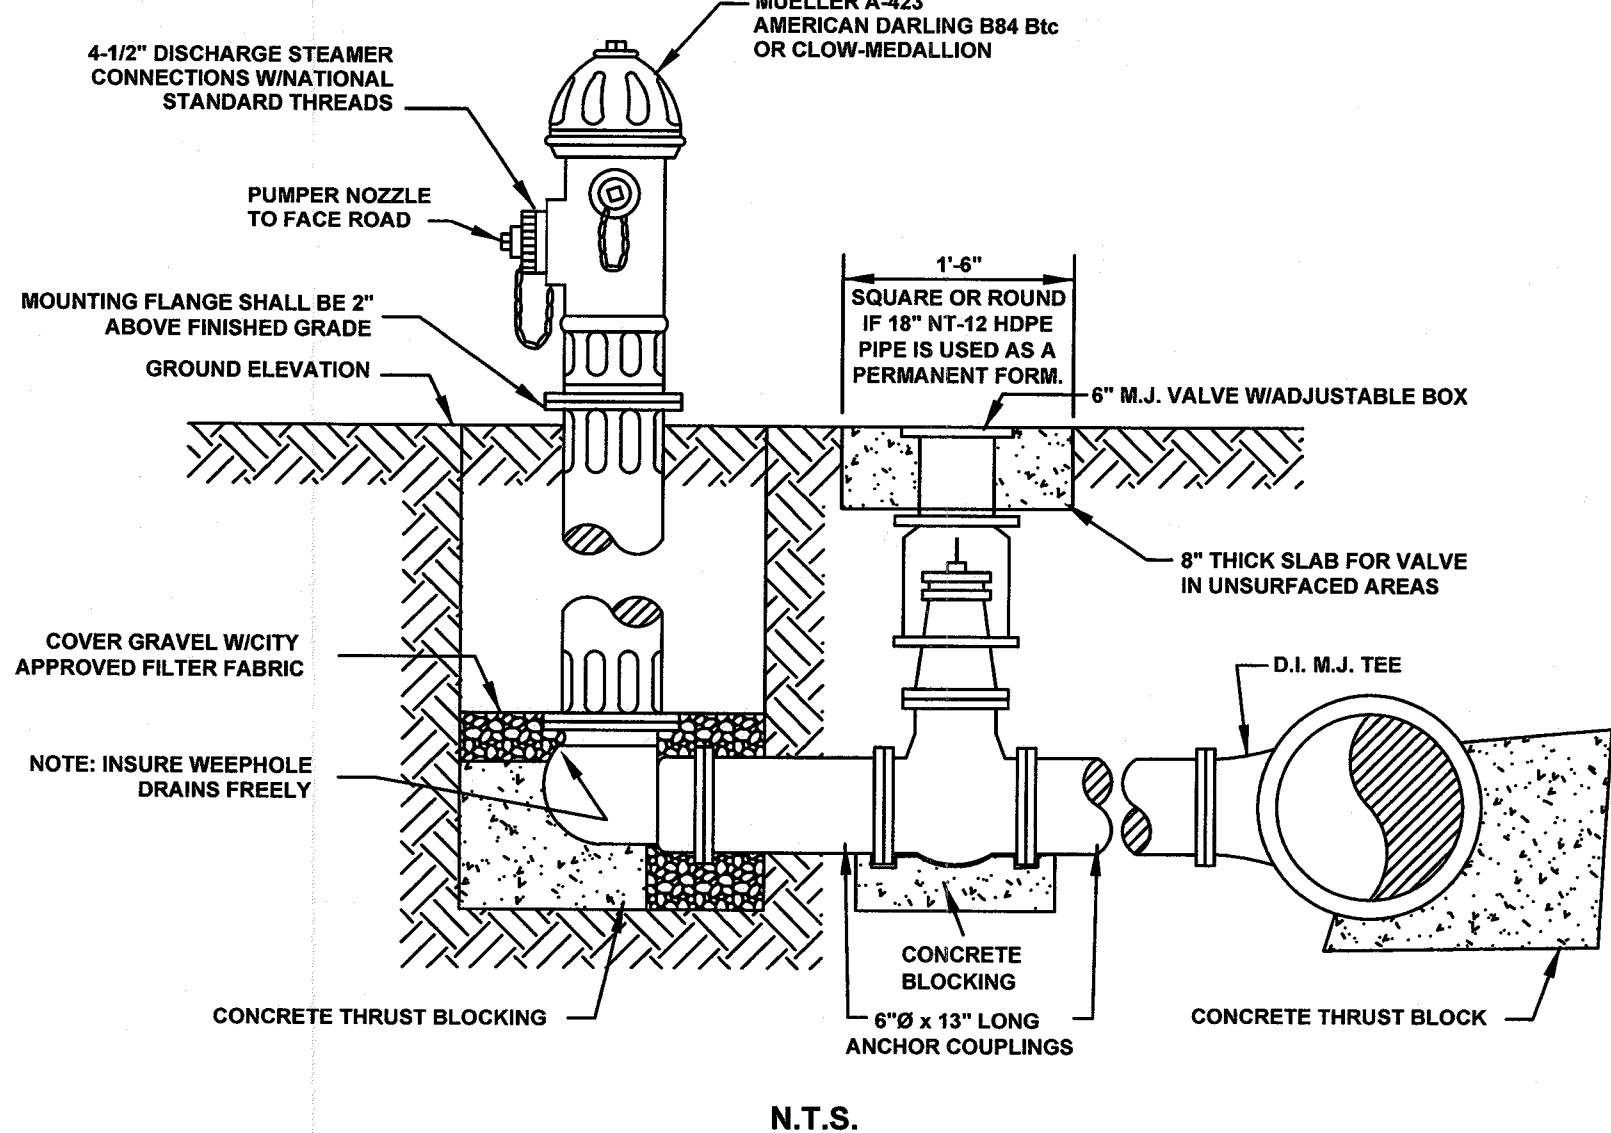 MUELLER A-423
AMERICAN DARLING B84 Btc
OR CLOW-MEDALLION
4-1/2" DISCHARGE STEAMER
CONNECTIONS W/NATIONAL
STANDARD THREADS
PUMPER NOZZLE
TO FACE ROAD
MOUNTING FLANGE SHALL BE 2"
ABOVE FINISHED GRADE
GROUND ELEVATION
1'-6"
SQUARE OR ROUND
IF 18" NT-12 HDPE
PIPE IS USED AS A
PERMANENT FORM.
6" M.J. VALVE W/ADJUSTABLE BOX
8" THICK SLAB FOR VALVE
IN UNSURFACED AREAS
COVER GRAVEL W/CITY
APPROVED FILTER FABRIC
D.I. M.J. TEE
NOTE: INSURE WEEPHOLE
DRAINS FREELY
CONCRETE
BLOCKING
CONCRETE THRUST BLOCKING
6"Ø x 13" LONG
ANCHOR COUPLINGS
CONCRETE THRUST BLOCK
N.T.S.